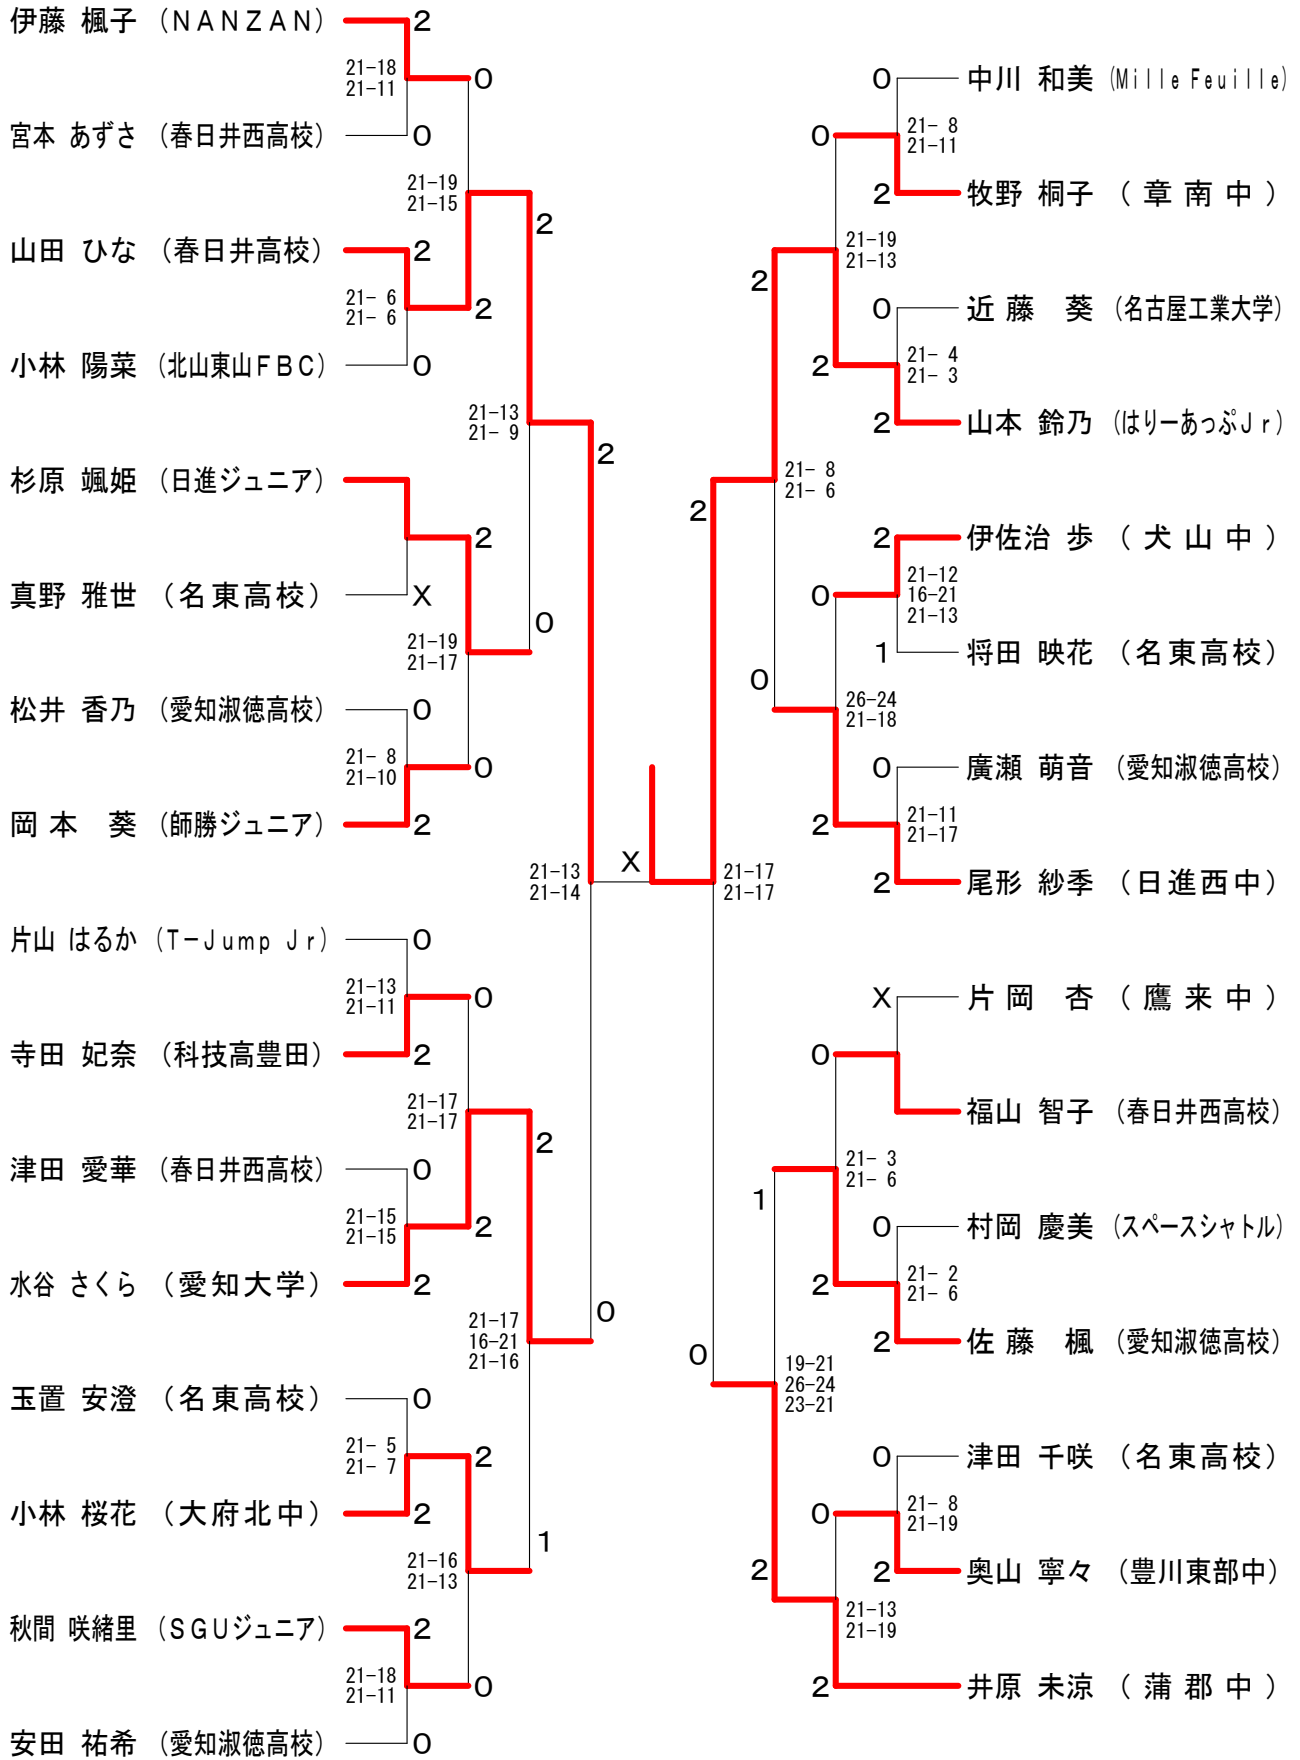 伊藤 楓子 （ＮＡＮＺＡＮ） 2
21-18
21-11
0
宮本 あずさ （春日井西高校） 0
21-19
21-15
2
山田 ひな （春日井高校） 2
21- 6
21- 6
2
小林 陽菜 （北山東山ＦＢＣ） 0
21-13
21- 9
2
杉原 颯姫 （日進ジュニア）
2
真野 雅世 （名東高校） X
21-19
21-17
0
松井 香乃 （愛知淑徳高校） 0
21- 8
21-10
0
岡本 葵 （師勝ジュニア） 2
21-13
21-14
X
片山 はるか （Ｔ－Ｊｕｍｐ Ｊｒ） 0
21-13
21-11
0
寺田 妃奈 （科技高豊田） 2
21-17
21-17
2
津田 愛華 （春日井西高校） 0
21-15
21-15
2
水谷 さくら （愛知大学） 2
21-17
16-21
21-16
0
玉置 安澄 （名東高校） 0
21- 5
21- 7
2
小林 桜花 （大府北中） 2
21-16
21-13
1
秋間 咲緒里 （ＳＧＵジュニア） 2
21-18
21-11
0
安田 祐希 （愛知淑徳高校） 0
0 中川 和美 （Ｍｉｌｌｅ Ｆｅｕｉｌｌｅ）
0
21- 8
21-11
2 牧野 桐子 （章南中）
2
21-19
21-13
0 近藤 葵 （名古屋工業大学）
2
21- 4
21- 3
2 山本 鈴乃 （はりーあっぷＪｒ）
2
21- 8
21- 6
2 伊佐治 歩 （犬山中）
0
21-12
16-21
21-13
1 将田 映花 （名東高校）
0
26-24
21-18
0 廣瀬 萌音 （愛知淑徳高校）
2
21-11
21-17
2 尾形 紗季 （日進西中）
21-17
21-17
X 片岡 杏 （鷹来中）
0
福山 智子 （春日井西高校）
1
21- 3
21- 6
0 村岡 慶美 （スペースシャトル）
2
21- 2
21- 6
2 佐藤 楓 （愛知淑徳高校）
0
19-21
26-24
23-21
0 津田 千咲 （名東高校）
0
21- 8
21-19
2 奥山 寧々 （豊川東部中）
2
21-13
21-19
2 井原 未涼 （蒲郡中）